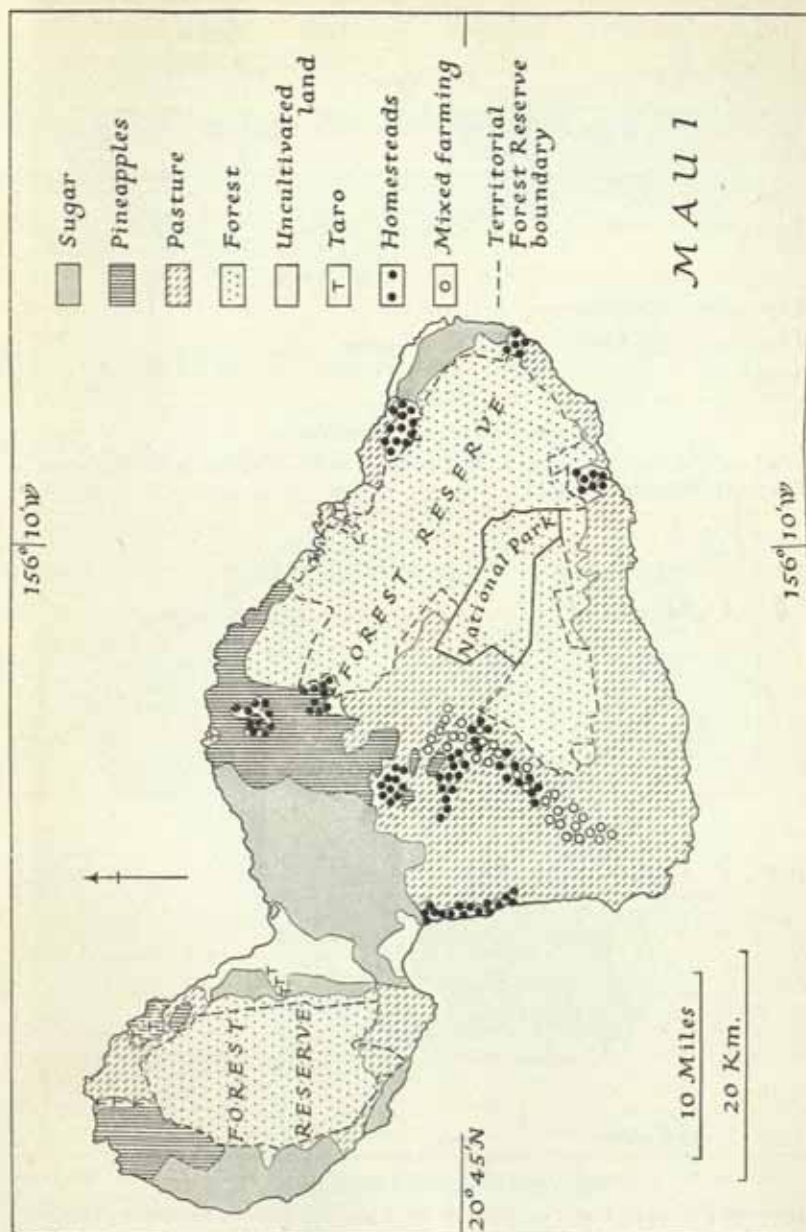 156° 10'W
Sugar
Pineapples
Pasture
Forest
Uncultivated
land
T Taro
Homesteads
Mixed farming
Territorial
Forest Reserve
boundary
MAUI
FOREST RESERVE
National Park
FOREST
RESERVE
T
T
T
T
T
T
20° 45'N
10 Miles
20 Km.
156° 10'W